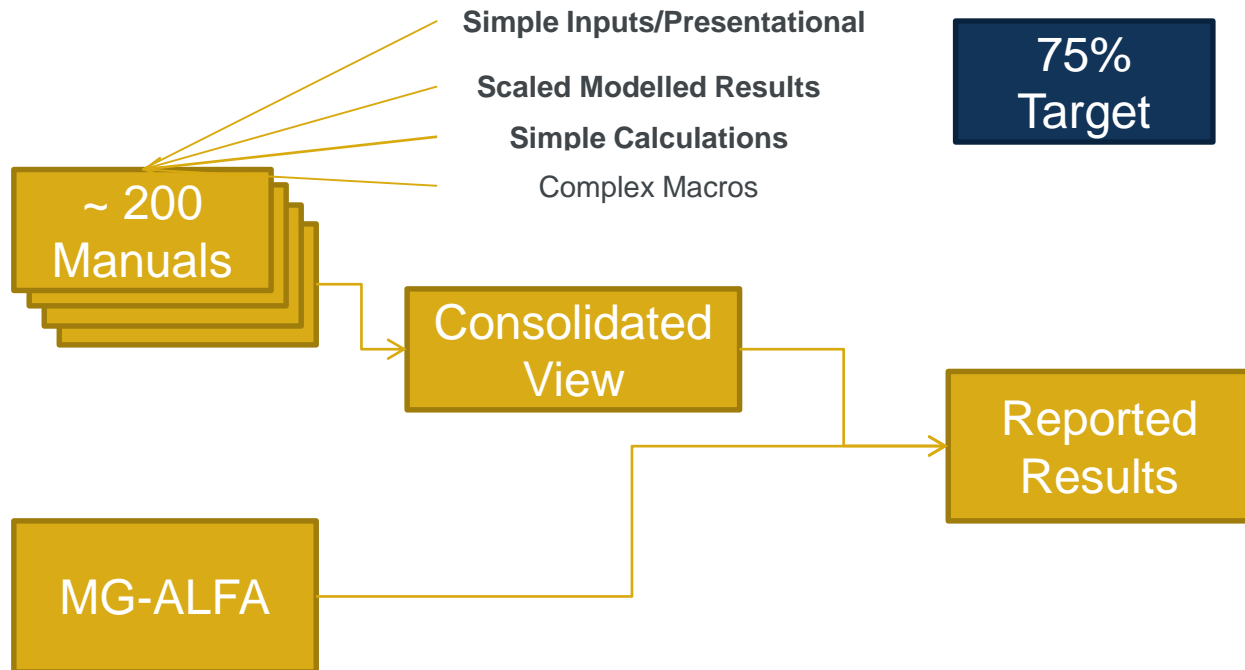 Simple Inputs/Presentational
75%
Target
Scaled Modelled Results
Simple Calculations
Complex Macros
~ 200
Manuals
Consolidated
View
Reported
Results
MG-ALFA